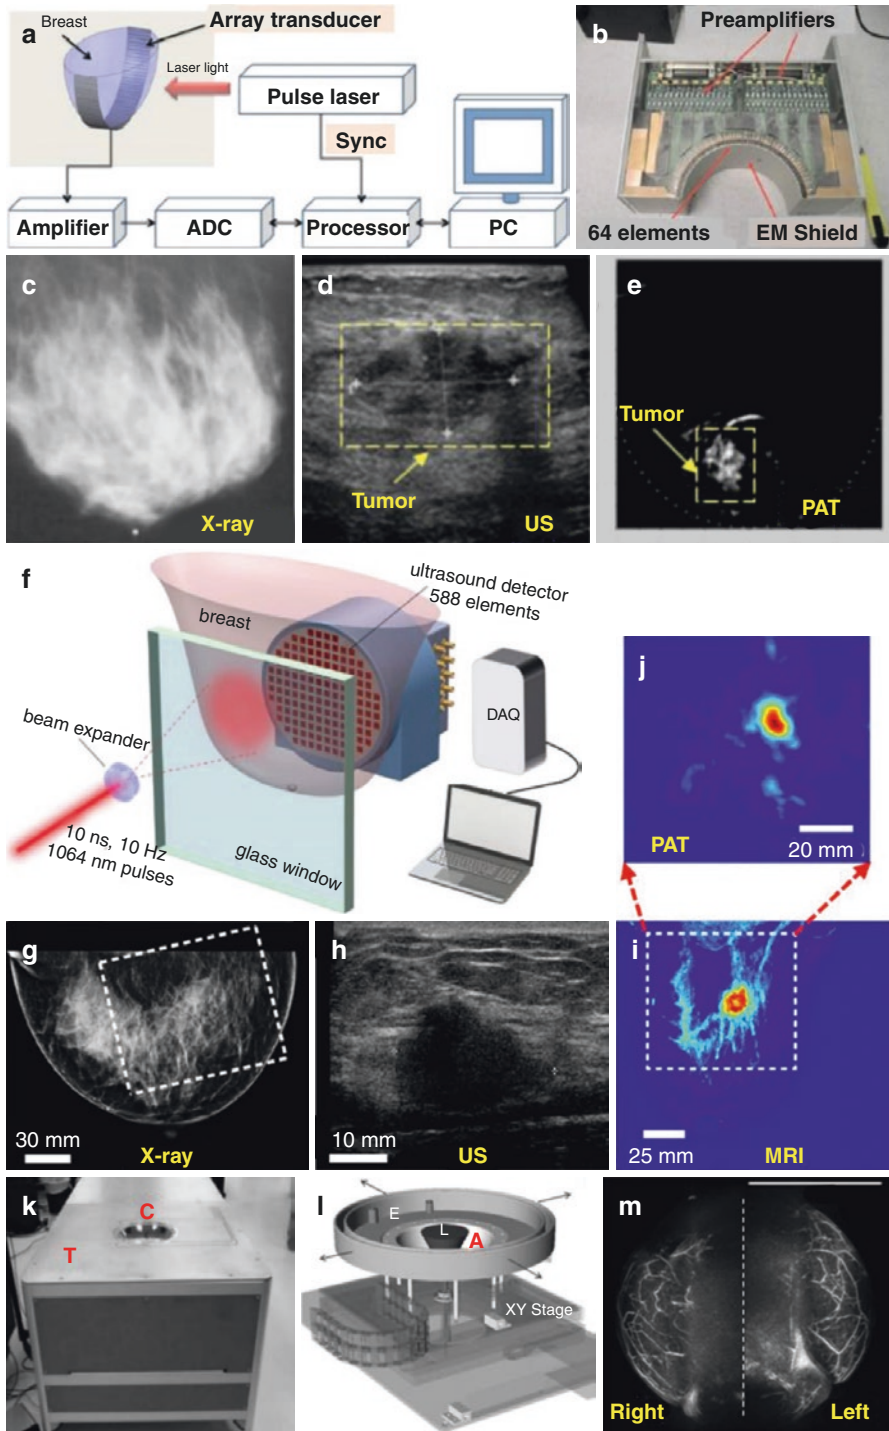 a
Breast
Array transducer
Laser light
Pulse laser
Sync
Amplifier
ADC
Processor
PC
b
Preamplifiers
64 elements
EM Shield
c
X-ray
d
Tumor
US
e
Tumor
PAT
f
breast
ultrasound detector
588 elements
beam expander
DAQ
10 ns, 10 Hz
1064 nm pulses
glass window
j
PAT
20 mm
g
30 mm
X-ray
h
10 mm
US
i
25 mm
MRI
k
C
T
l
E
L
A
XY Stage
m
Right
Left